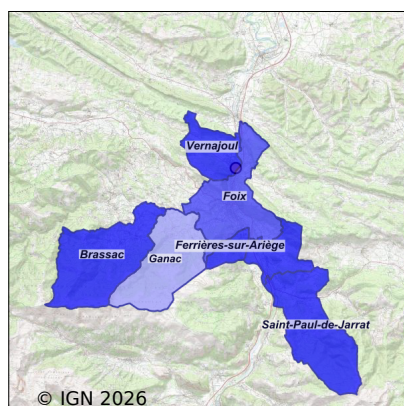 Vernajoul
Foix
Ferrières-sur-Ariège
Brassac
Ganac
Saint-Paul-de-Jarrat
© IGN 2026